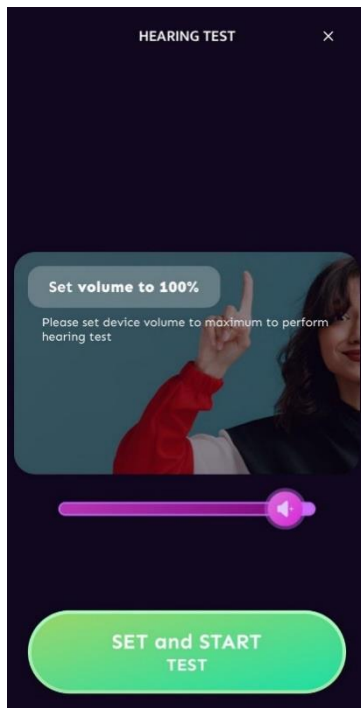 HEARING TEST
Set volume to 100%
Please set device volume to maximum to perform
hearing test
SET and START
TEST